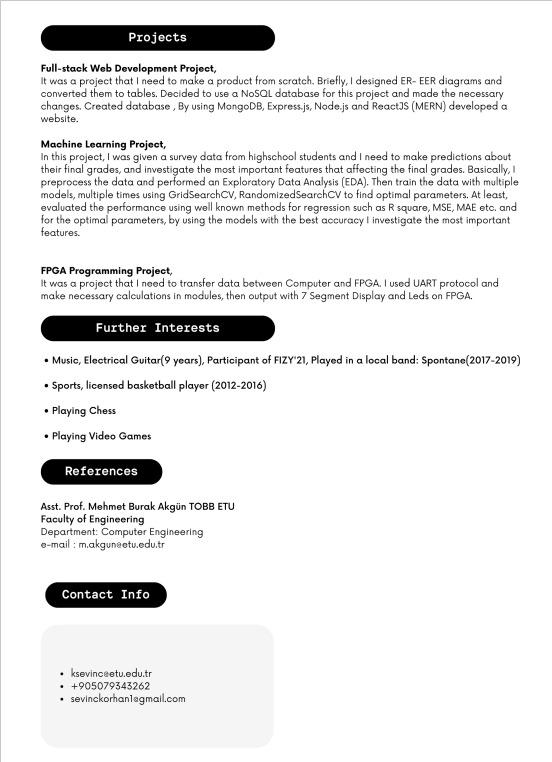 Projects
Full-stack Web Development Project,
It was a project that I need to make a product from scratch. Briefly, I designed ER- EER diagrams and
converted them to tables. Decided to use a NoSQL database for this project and made the necessary
changes. Created database , By using MongoDB, Express.js, Node.js and ReactJS (MERN) developed a
website.
Machine Learning Project,
In this project, I was given a survey data from highschool students and I need to make predictions about
their final grades, and investigate the most important features that affecting the final grades. Basically, I
preprocess the data and performed an Exploratory Data Analysis (EDA). Then train the data with multiple
models, multiple times using GridSearchCV, RandomizedSearchCV to find optimal parameters. At least,
evaluated the performance using well known methods for regression such as R square, MSE, MAE etc. and
for the optimal parameters, by using the models with the best accuracy I investigate the most important
features.
FPGA Programming Project,
It was a project that I need to transfer data between Computer and FPGA. I used UART protocol and
make necessary calculations in modules, then output with 7 Segment Display and Leds on FPGA.
Further Interests
• Music, Electrical Guitar(9 years), Participant of FIZY'21, Played in a local band: Spontane(2017-2019)
• Sports, licensed basketball player (2012-2016)
• Playing Chess
• Playing Video Games
References
Asst. Prof. Mehmet Burak Akgün TOBB ETU
Faculty of Engineering
Department: Computer Engineering
e-mail : m.akgun@etu.edu.tr
Contact Info
• ksevinc@etu.edu.tr
• +905079343262
• sevinckorhan1@gmail.com